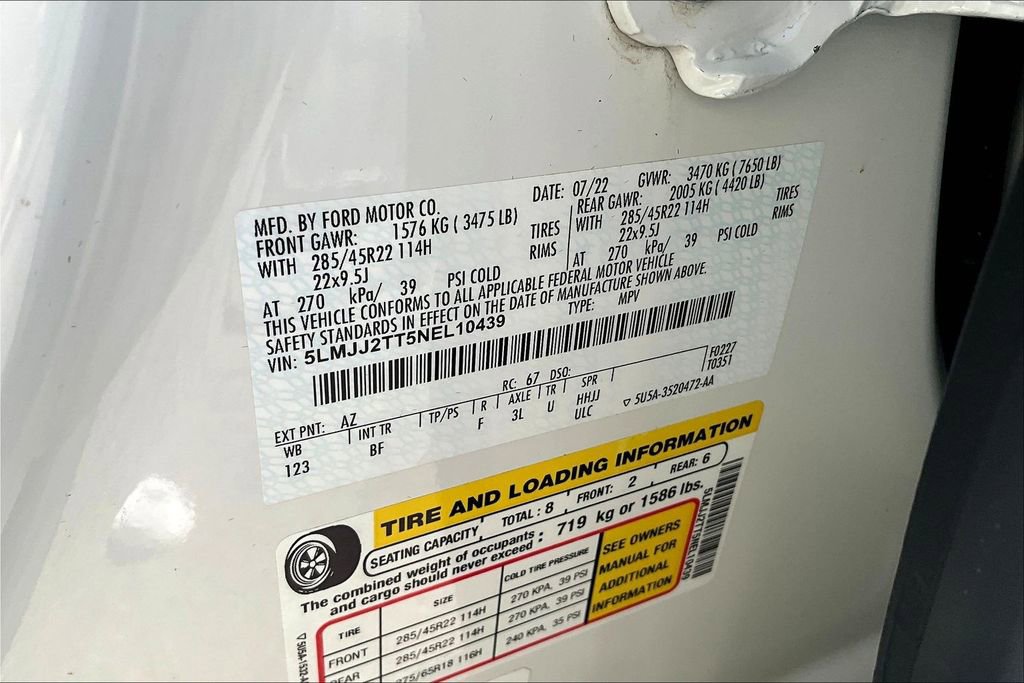 MFD. BY FORD MOTOR CO. DATE: 07/22 GVWR: 3470 KG ( 7650 LB)
FRONT GAWR: 1576 KG ( 3475 LB) REAR GAWR: 2005 KG ( 4420 LB)
WITH 285/45R22 114H TIRES WITH 285/45R22 114H TIRES
22x9.5J RIMS 22x9.5J RIMS
AT 270 kPa/ 39 PSI COLD AT 270 kPa/ 39 PSI COLD
THIS VEHICLE CONFORMS TO ALL APPLICABLE FEDERAL MOTOR VEHICLE
SAFETY STANDARDS IN EFFECT ON THE DATE OF MANUFACTURE SHOWN ABOVE.
VIN: 5LMJJ2TT5NEL10439 TYPE: MPV
F0227
T0351
EXT PNT: AZ RC: 67 DSO:
WB INT TR TP/PS R AXLE TR SPR
123 BF F 3L U HHJJ
ULC
▽ 5U5A-3520472-AA
TIRE AND LOADING INFORMATION
SEATING CAPACITY TOTAL : 8 FRONT: 2 REAR: 6
The combined weight of occupants
and cargo should never exceed : 719 kg or 1586 lbs.
TIRE SIZE COLD TIRE PRESSURE
FRONT 285/45R22 114H 270 KPA, 39 PSI
REAR 285/45R22 114H 270 KPA, 39 PSI
275/65R18 116H 240 KPA, 35 PSI
SEE OWNERS
MANUAL FOR
ADDITIONAL
INFORMATION
5LMJJ2TT5NEL10439